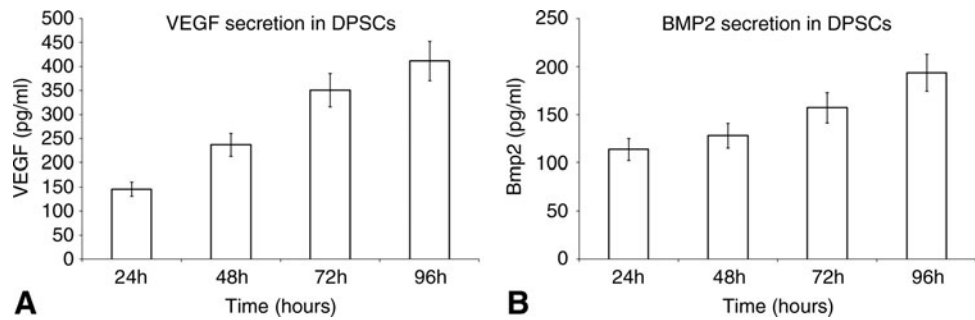 VEGF secretion in DPSCs
500
450
400
350
300
250
200
150
100
50
0
VEGF (pg/ml)
24h 48h 72h 96h
Time (hours)
A
BMP2 secretion in DPSCs
250
200
150
100
50
0
Bmp2 (pg/ml)
24h 48h 72h 96h
Time (hours)
B